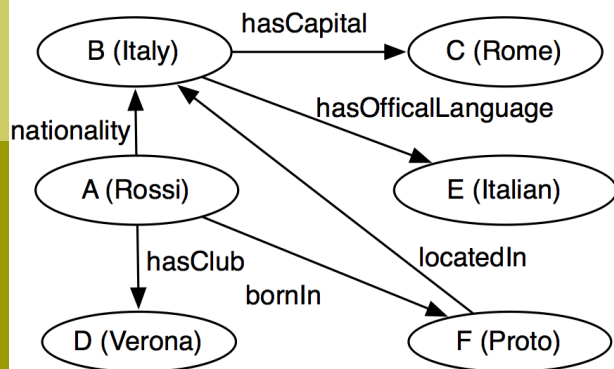 hasCapital
B (Italy)
C (Rome)
hasOfficalLanguage
nationality
A (Rossi)
E (Italian)
hasClub
locatedIn
bornIn
D (Verona)
F (Proto)